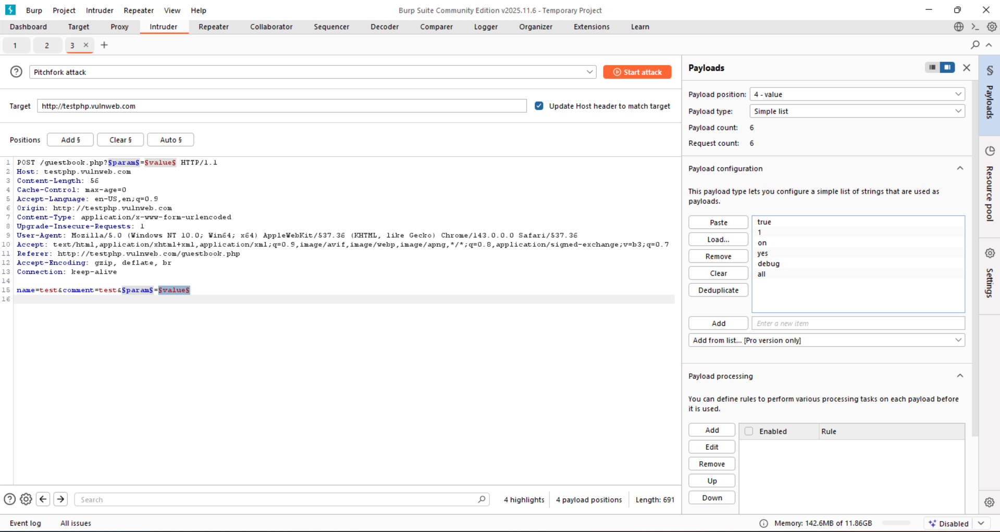 Burp Project Intruder Repeater View Help
Burp Suite Community Edition v2025.11.6 - Temporary Project
Dashboard Target Proxy Intruder Repeater Collaborator Sequencer Decoder Comparer Logger Organizer Extensions Learn
1 2 3 × +
Pitchfork attack
Start attack
Target http://testphp.vulnweb.com
Update Host header to match target
Positions Add § Clear § Auto §
1 POST /guestbook.php?§param§=§value§ HTTP/1.1
2 Host: testphp.vulnweb.com
3 Content-Length: 56
4 Cache-Control: max-age=0
5 Accept-Language: en-US,en;q=0.9
6 Origin: http://testphp.vulnweb.com
7 Content-Type: application/x-www-form-urlencoded
8 Upgrade-Insecure-Requests: 1
9 User-Agent: Mozilla/5.0 (Windows NT 10.0; Win64; x64) AppleWebKit/537.36 (KHTML, like Gecko) Chrome/143.0.0.0 Safari/537.36
10 Accept: text/html,application/xhtml+xml,application/xml;q=0.9,image/avif,image/webp,image/apng,*/*;q=0.8,application/signed-exchange;v=b3;q=0.7
11 Referer: http://testphp.vulnweb.com/guestbook.php
12 Accept-Encoding: gzip, deflate, br
13 Connection: keep-alive
14
15 name=test&comment=test&§param§=§value§
16
Search
4 highlights
4 payload positions
Length: 691
Payloads
Payload position: 4 - value
Payload type: Simple list
Payload count: 6
Request count: 6
Payload configuration
This payload type lets you configure a simple list of strings that are used as
payloads.
Paste
Load...
Remove
Clear
Deduplicate
true
1
on
yes
debug
all
Add Enter a new item
Add from list... [Pro version only]
Payload processing
You can define rules to perform various processing tasks on each payload before
it is used.
Add
Edit
Remove
Up
Down
Enabled Rule
§ Payloads
Resource pool
Settings
Event log All issues
Memory: 142.6MB of 11.86GB
Disabled